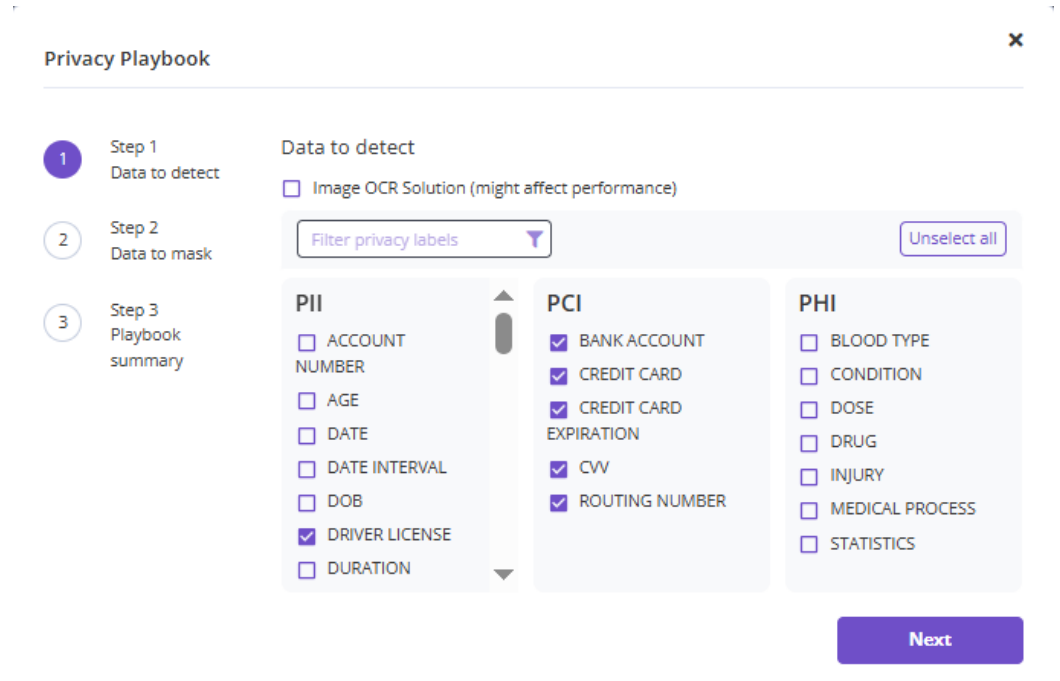 Privacy Playbook
1
Step 1
Data to detect
2
Step 2
Data to mask
3
Step 3
Playbook
summary
Data to detect
Image OCR Solution (might affect performance)
Filter privacy labels
Unselect all
PII
ACCOUNT
NUMBER
AGE
DATE
DATE INTERVAL
DOB
DRIVER LICENSE
DURATION
PCI
BANK ACCOUNT
CREDIT CARD
CREDIT CARD
EXPIRATION
CVV
ROUTING NUMBER
PHI
BLOOD TYPE
CONDITION
DOSE
DRUG
INJURY
MEDICAL PROCESS
STATISTICS
Next